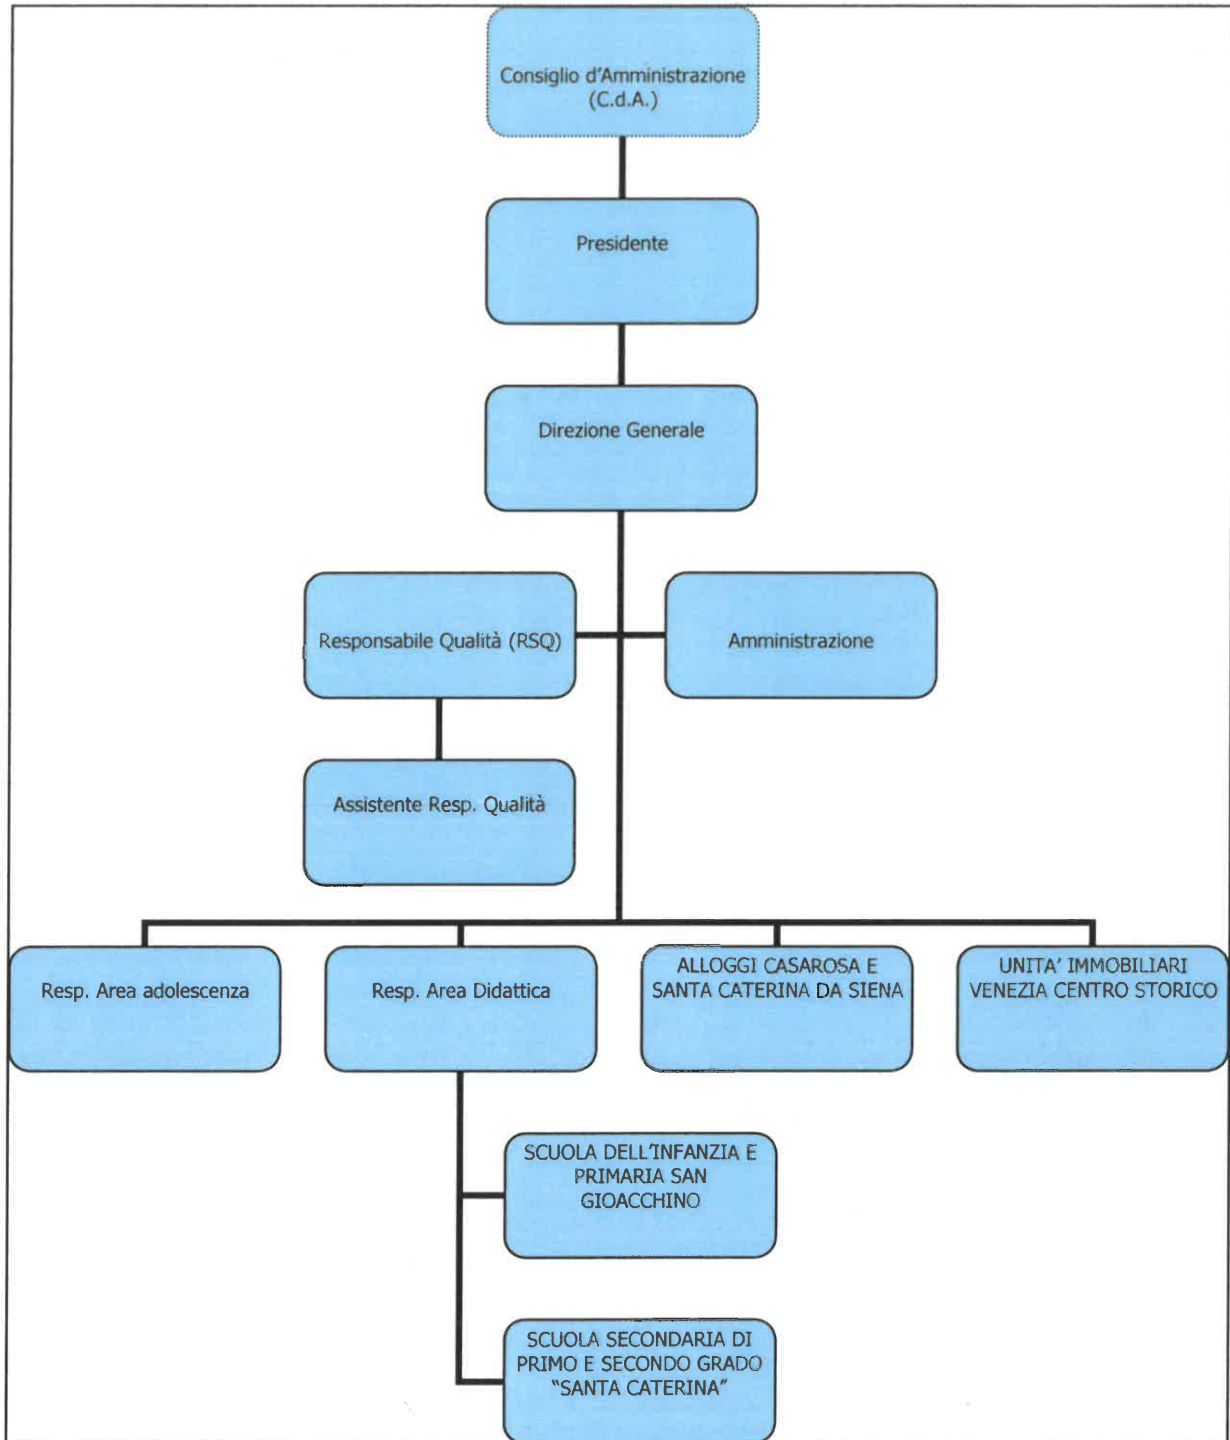 Consiglio d'Amministrazione
(C.d.A.)
Presidente
Direzione Generale
Responsabile Qualità (RSQ)
Amministrazione
Assistente Resp. Qualità
Resp. Area adolescenza
Resp. Area Didattica
ALLOGGI CASAROSA E
SANTA CATERINA DA SIENA
UNITA' IMMOBILIARI
VENEZIA CENTRO STORICO
SCUOLA DELL'INFANZIA E
PRIMARIA SAN
GIOACCHINO
SCUOLA SECONDARIA DI
PRIMO E SECONDO GRADO
"SANTA CATERINA"